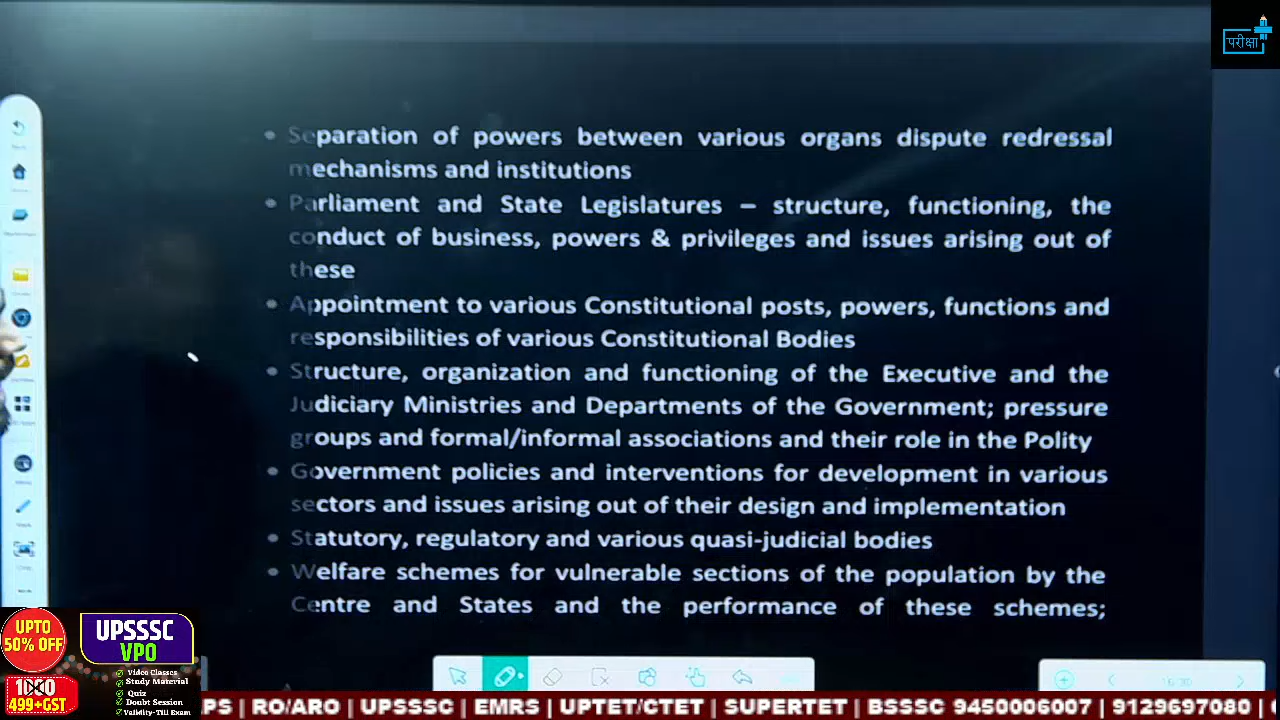 परीक्षा
• Separation of powers between various organs dispute redressal
mechanisms and institutions
• Parliament and State Legislatures – structure, functioning, the
conduct of business, powers & privileges and issues arising out of
these
• Appointment to various Constitutional posts, powers, functions and
responsibilities of various Constitutional Bodies
• Structure, organization and functioning of the Executive and the
Judiciary Ministries and Departments of the Government; pressure
groups and formal/informal associations and their role in the Polity
• Government policies and interventions for development in various
sectors and issues arising out of their design and implementation
• Statutory, regulatory and various quasi-judicial bodies
• Welfare schemes for vulnerable sections of the population by the
Centre and States and the performance of these schemes;
UPTO
50% OFF
UPSSSC
VPO
Video Classes
Study Material
Quiz
Doubt Session
Validity-Till Exam
499+GST
PS | RO/ARO | UPSSSC | EMRS | UPTET/CTET | SUPERTET | BSSSC 9450006007 | 9129697080 |